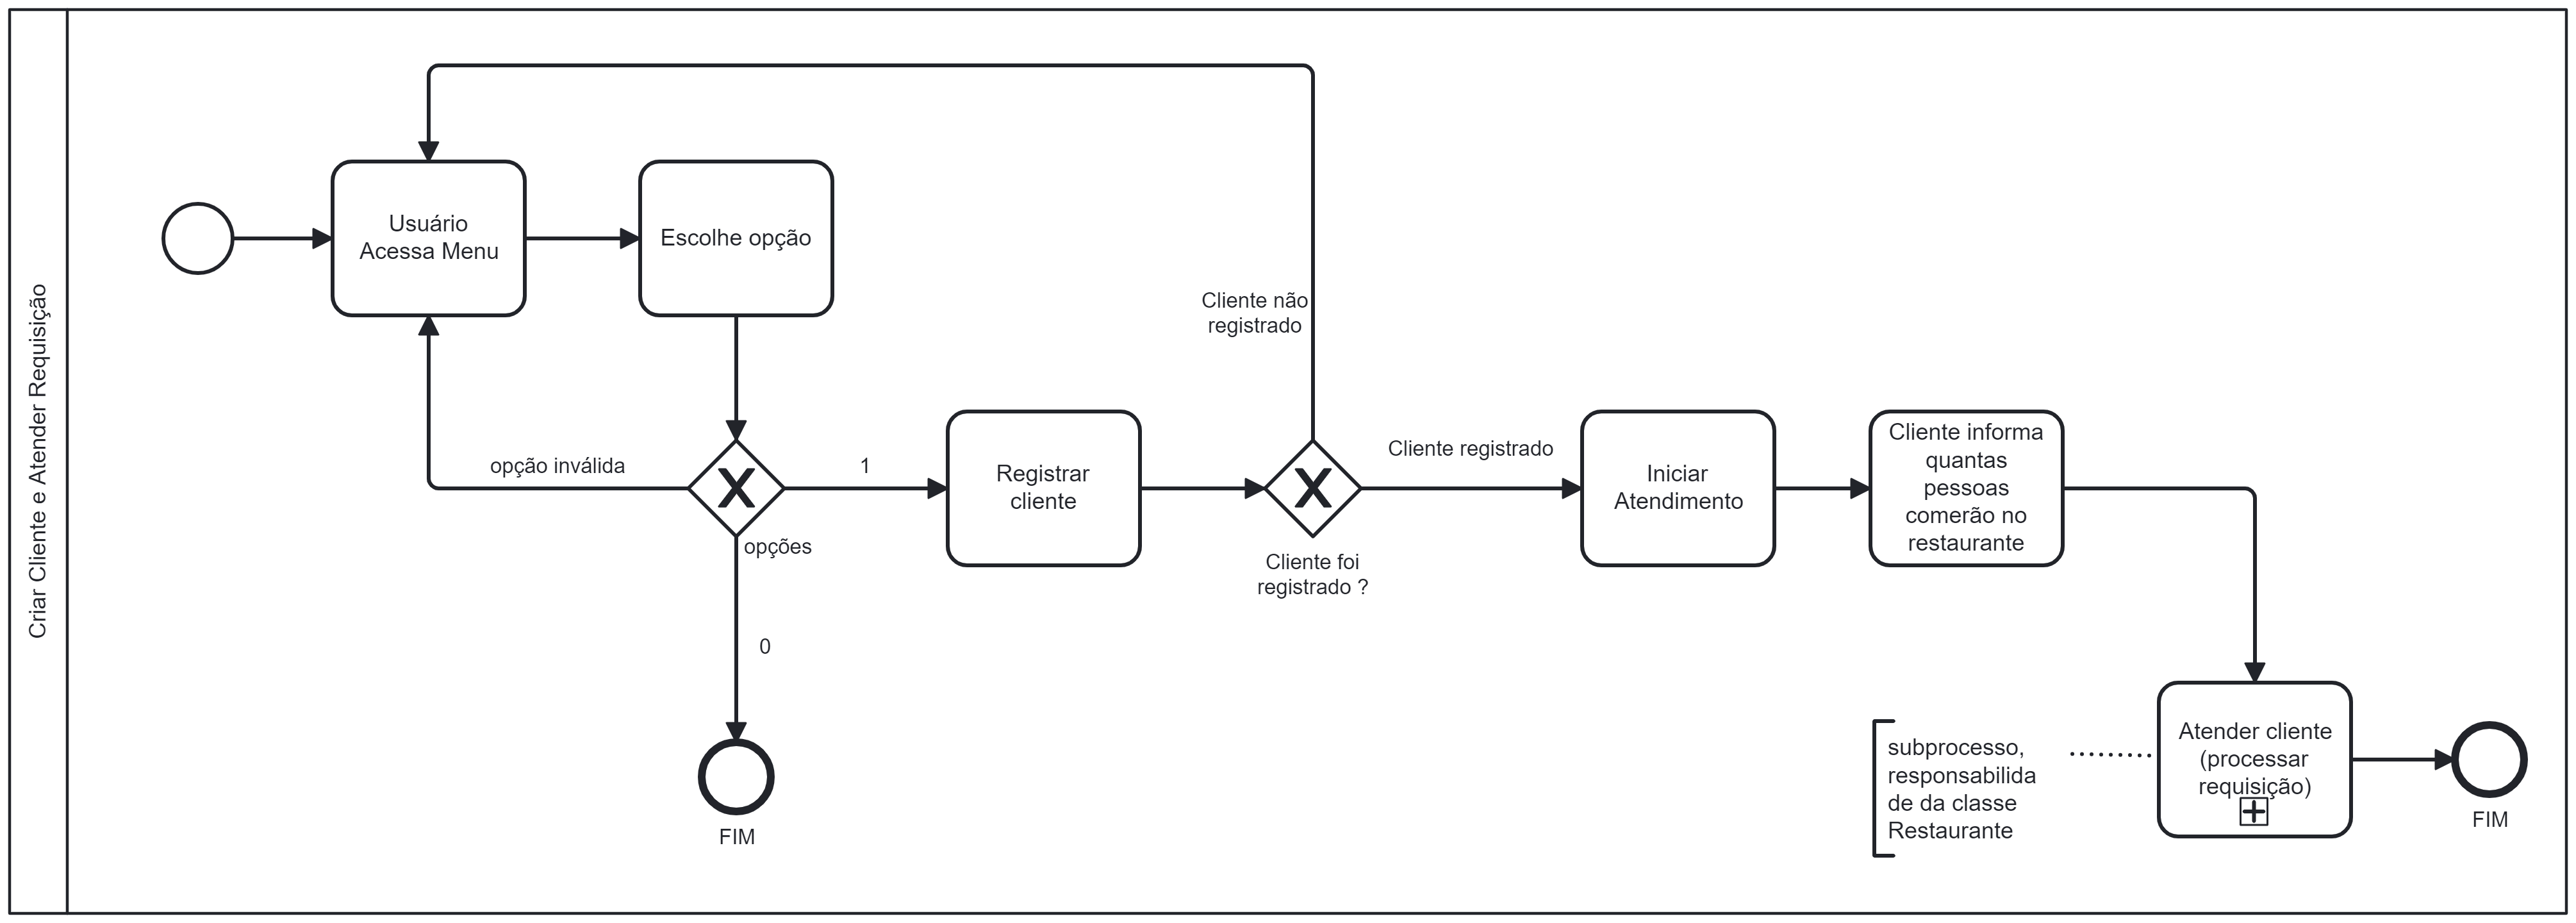 Criar Cliente e Atender Requisição
Usuário
Acessa Menu
Escolhe opção
opção inválida
1
opções
0
FIM
Registrar
cliente
Cliente não
registrado
Cliente foi
registrado ?
Cliente registrado
Iniciar
Atendimento
Cliente informa
quantas
pessoas
comerão no
restaurante
subprocesso,
responsabilida
de da classe
Restaurante
Atender cliente
(processar
requisição)
FIM